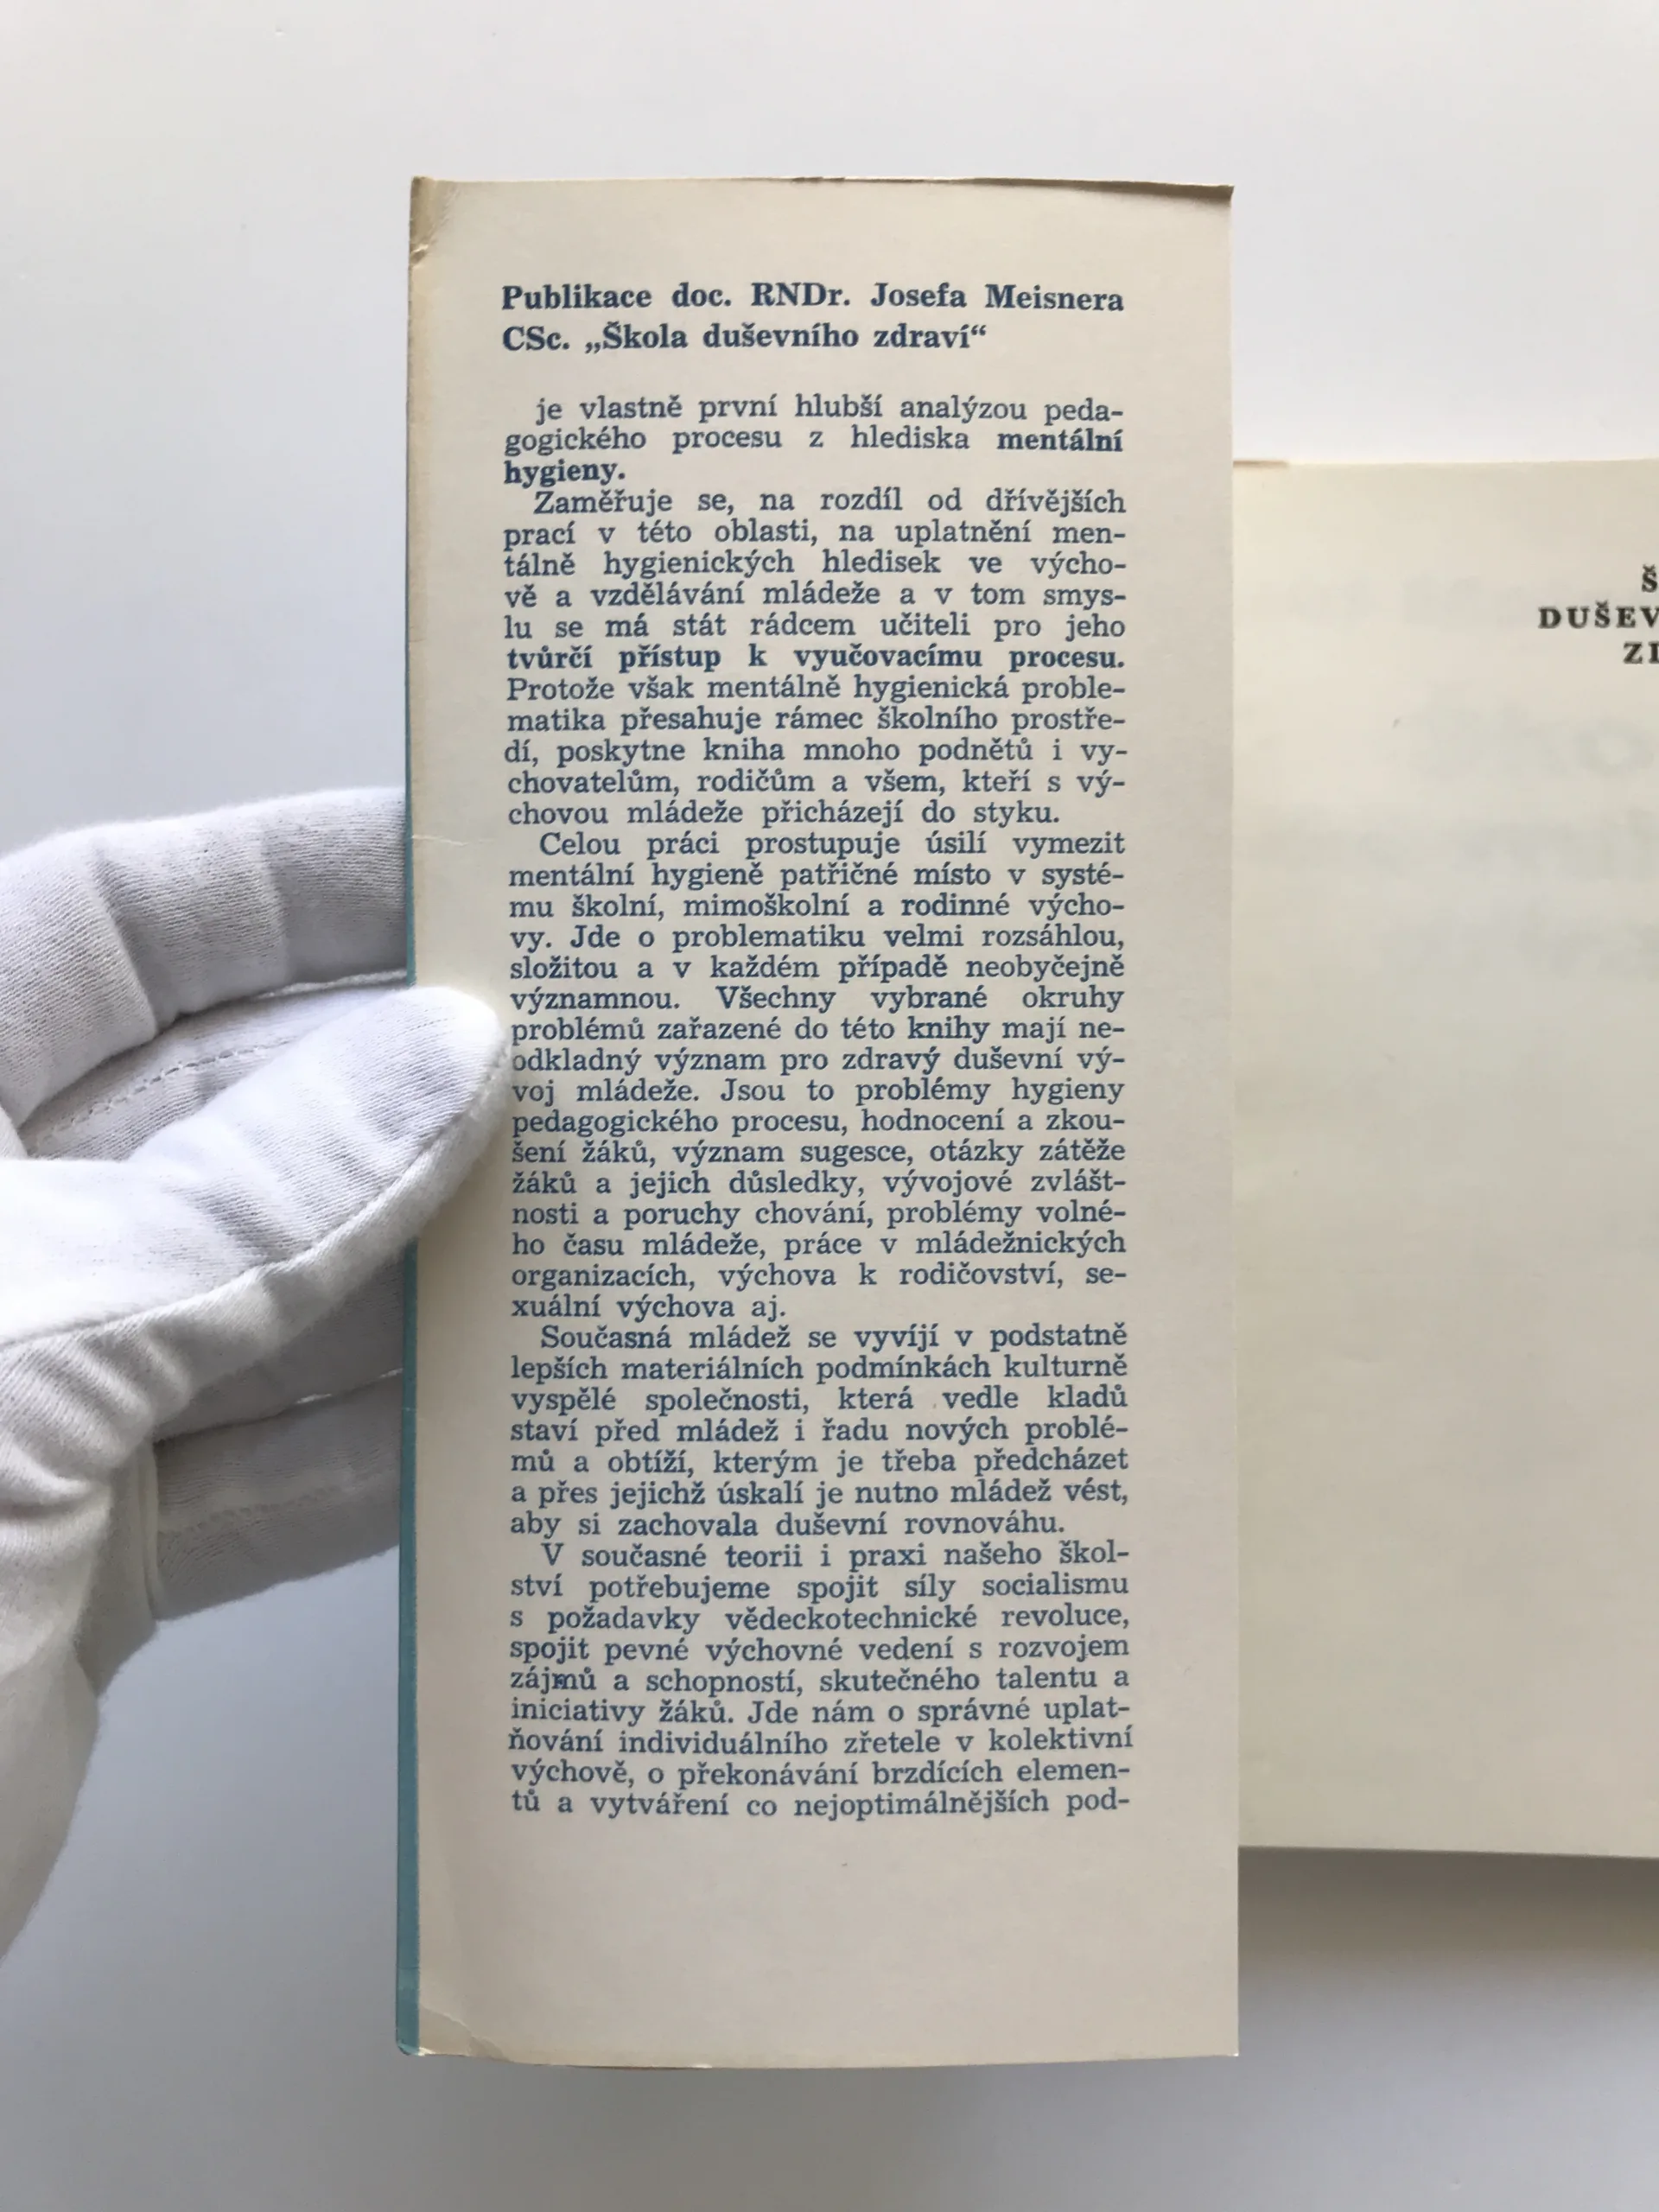 Publikace doc. RNDr. Josefa Meisnera
CSc. „Škola duševního zdraví“
je vlastně první hlubší analýzou peda-
gogického procesu z hlediska mentální
hygieny.
Zaměřuje se, na rozdíl od dřívějších
prací v této oblasti, na uplatnění men-
tálně hygienických hledisek ve výcho-
vě a vzdělávání mládeže a v tom smys-
lu se má stát rádcem učiteli pro jeho
tvůrčí přístup k vyučovacímu procesu.
Protože však mentálně hygienická proble-
matika přesahuje rámec školního prostře-
dí, poskytne kniha mnoho podnětů i vy-
chovatelům, rodičům a všem, kteří s vý-
chovou mládeže přicházejí do styku.
Celou práci prostupuje úsilí vymezit
mentální hygieně patřičné místo v systé-
mu školní, mimoškolní a rodinné výcho-
vy. Jde o problematiku velmi rozsáhlou,
složitou a v každém případě neobyčejně
významnou. Všechny vybrané okruhy
problémů zařazené do této knihy mají ne-
odkladný význam pro zdravý duševní vý-
voj mládeže. Jsou to problémy hygieny
pedagogického procesu, hodnocení a zkou-
šení žáků, význam sugesce, otázky zátěže
žáků a jejich důsledky, vývojové zvlášt-
nosti a poruchy chování, problémy volné-
ho času mládeže, práce v mládežnických
organizacích, výchova k rodičovství, se-
xuální výchova aj.
Současná mládež se vyvíjí v podstatně
lepších materiálních podmínkách kulturně
vyspělé společnosti, která vedle kladů
staví před mládež i řadu nových problé-
mů a obtíží, kterým je třeba předcházet
a přes jejichž úskalí je nutno mládež vést,
aby si zachovala duševní rovnováhu.
V současné teorii i praxi našeho škol-
ství potřebujeme spojit síly socialismu
s požadavky vědeckotechnické revoluce,
spojit pevné výchovné vedení s rozvojem
zájmů a schopností, skutečného talentu a
iniciativy žáků. Jde nám o správné uplat-
ňování individuálního zřetele v kolektivní
výchově, o překonávání brzdících elemen-
tů a vytváření co nejoptimálnějších pod-
Š
DUŠEV